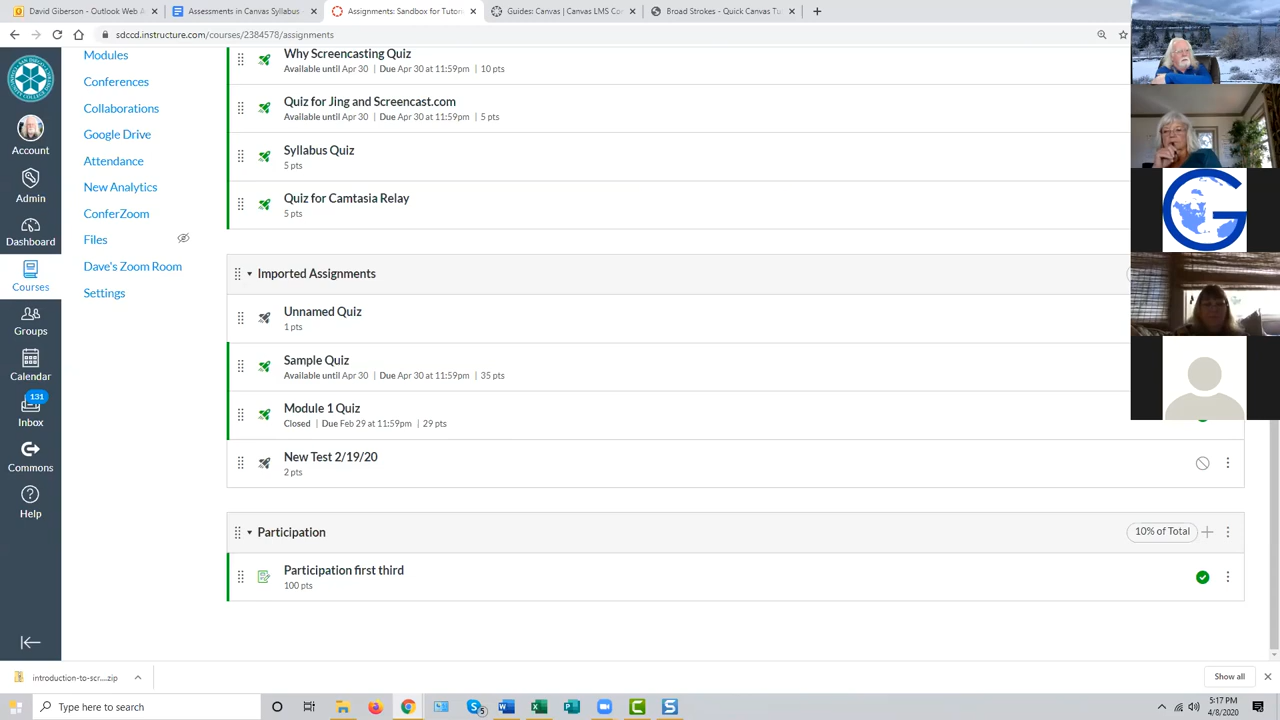 David Giberson - Outlook Web A
Assessments in Canvas Syllabus
Assignments: Sandbox for Tutor
Guides: Canvas | Canvas LMS Co
Broad Strokes - Quick Canvas Tu
sdccd.instructure.com/courses/2384578/assignments
Account
Admin
Dashboard
Courses
Groups
Calendar
131
Inbox
Commons
Help
Modules
Conferences
Collaborations
Google Drive
Attendance
New Analytics
ConferZoom
Files
Dave's Zoom Room
Settings
Why Screencasting Quiz
Available until Apr 30 | Due Apr 30 at 11:59pm | 10 pts
Quiz for Jing and Screencast.com
Available until Apr 30 | Due Apr 30 at 11:59pm | 5 pts
Syllabus Quiz
5 pts
Quiz for Camtasia Relay
5 pts
Imported Assignments
Unnamed Quiz
1 pts
Sample Quiz
Available until Apr 30 | Due Apr 30 at 11:59pm | 35 pts
Module 1 Quiz
Closed | Due Feb 29 at 11:59pm | 29 pts
New Test 2/19/20
2 pts
Participation
10% of Total
Participation first third
100 pts
G
introduction-to-scr....zip
Show all
Type here to search
5:17 PM
4/8/2020